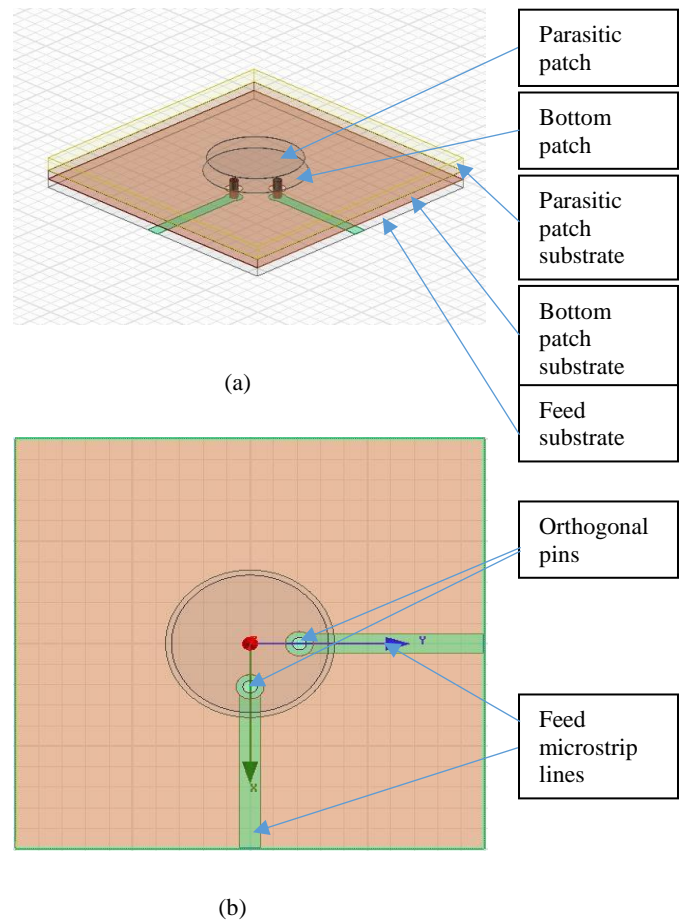 Parasitic
patch
Bottom
patch
Parasitic
patch
substrate
Bottom
patch
substrate
Feed
substrate
(a)
Orthogonal
pins
Y
X
Feed
microstrip
lines
(b)